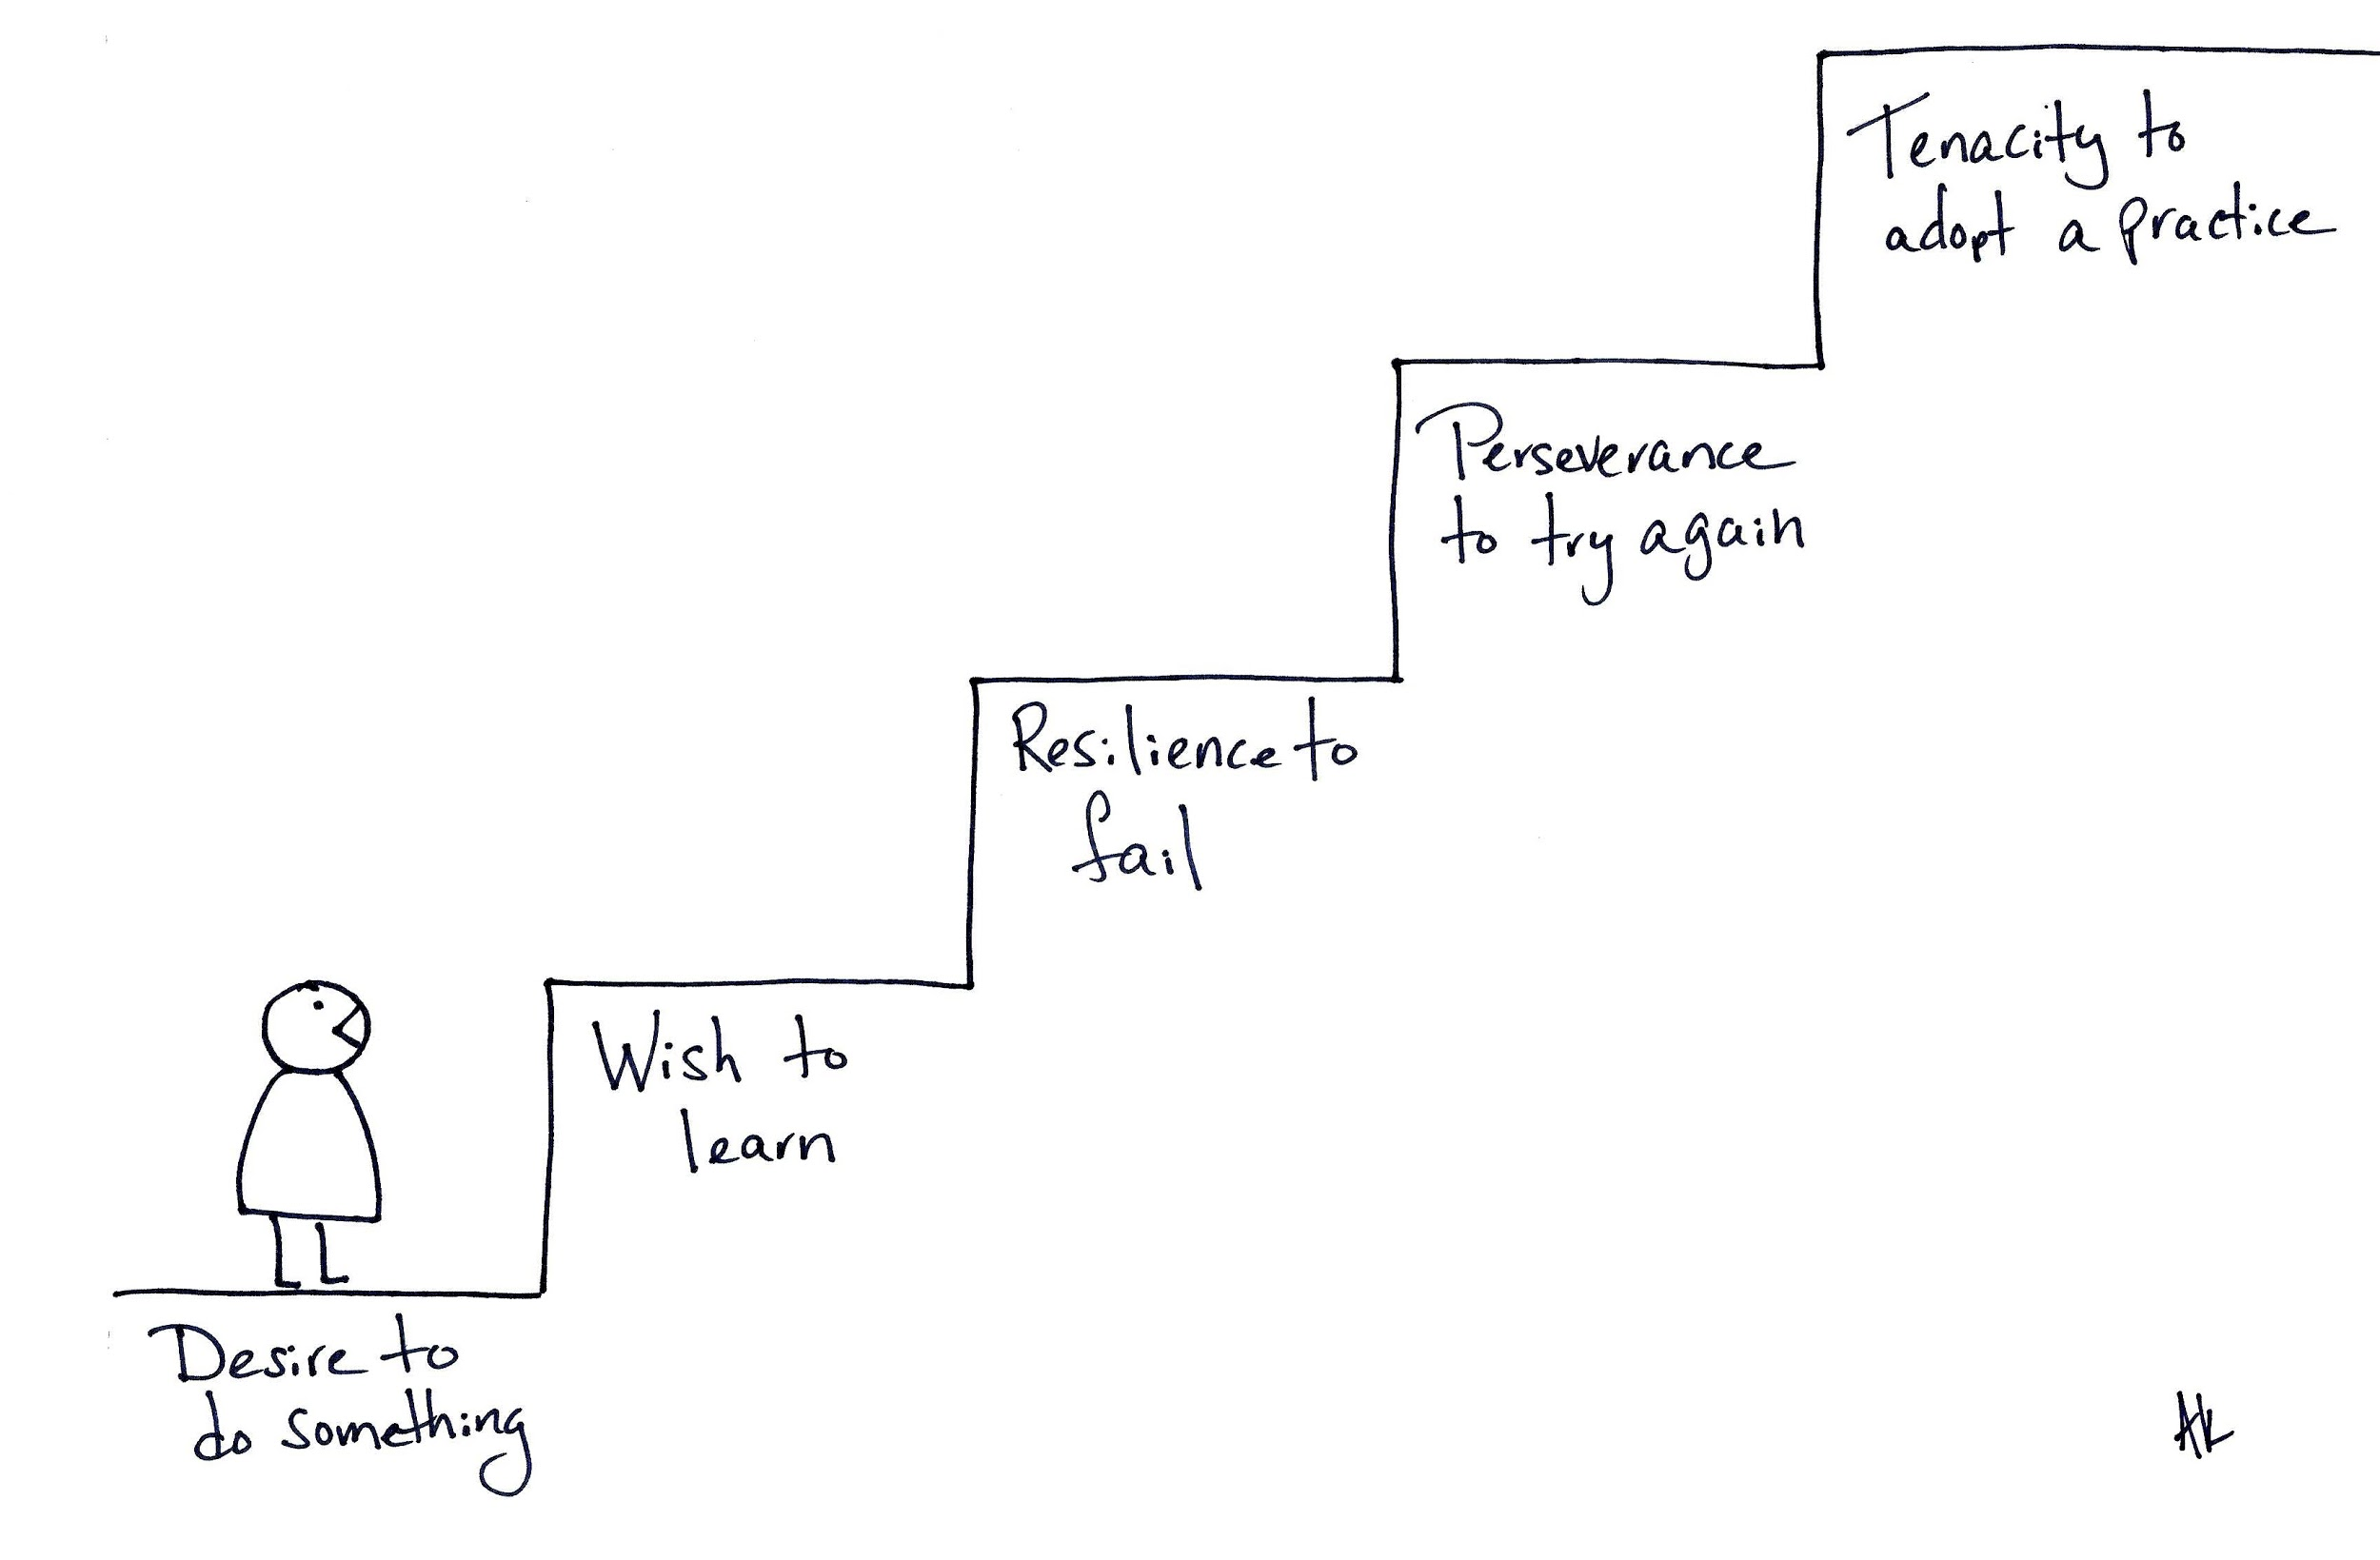 Tenacity to
adopt a practice
Perseverance
to try again
Resilience to
fail
Wish to
learn
Desire to
do something
AK